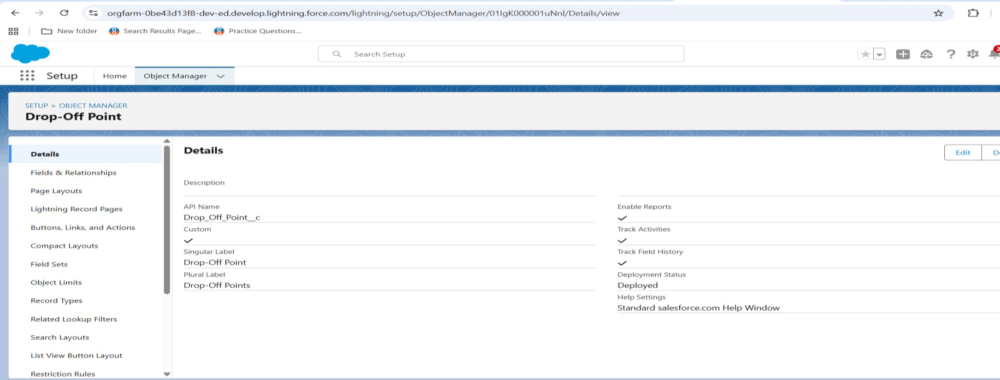 orgfarm-0be43d13f8-dev-ed.develop.lightning.force.com/lightning/setup/ObjectManager/01IgK000001uNnl/Details/view
New folder
Search Results Page...
Practice Questions...
Search Setup
2
Setup
Home
Object Manager
SETUP > OBJECT MANAGER
Drop-Off Point
Details
Fields & Relationships
Page Layouts
Lightning Record Pages
Buttons, Links, and Actions
Compact Layouts
Field Sets
Object Limits
Record Types
Related Lookup Filters
Search Layouts
List View Button Layout
Restriction Rules
Details
Edit
Description
API Name
Drop_Off_Point__c
Custom
Singular Label
Drop-Off Point
Plural Label
Drop-Off Points
Enable Reports
Track Activities
Track Field History
Deployment Status
Deployed
Help Settings
Standard salesforce.com Help Window